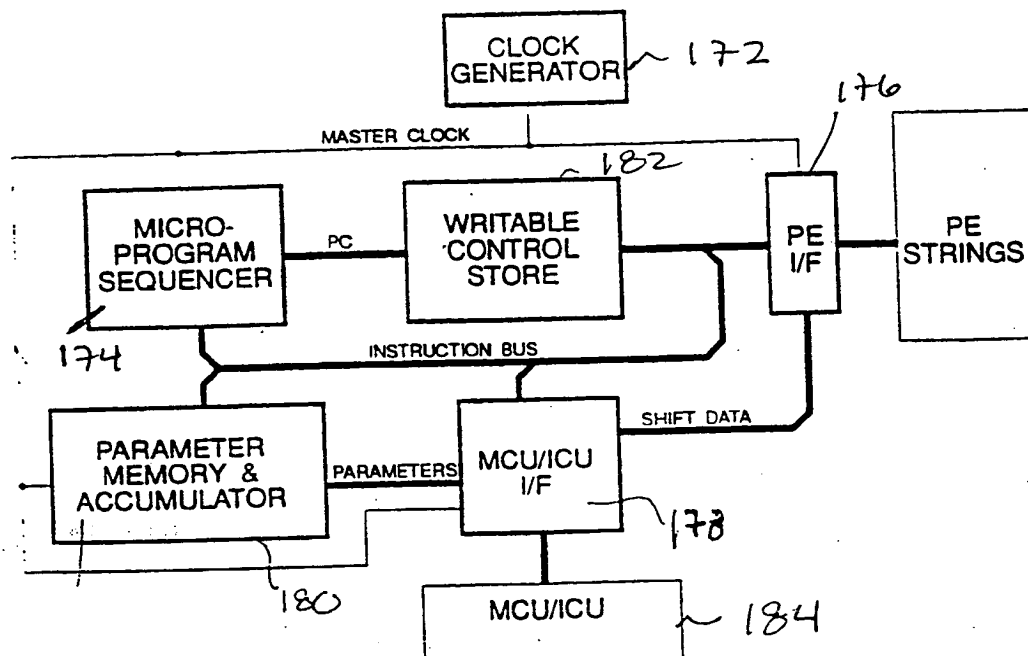 CLOCK
GENERATOR
172
176
MASTER CLOCK
182
MICRO-
PROGRAM
SEQUENCER
PC
WRITABLE
CONTROL
STORE
PE
I/F
PE
STRINGS
174
INSTRUCTION BUS
SHIFT DATA
PARAMETER
MEMORY &
ACCUMULATOR
PARAMETERS
MCU/ICU
I/F
178
180
MCU/ICU
184